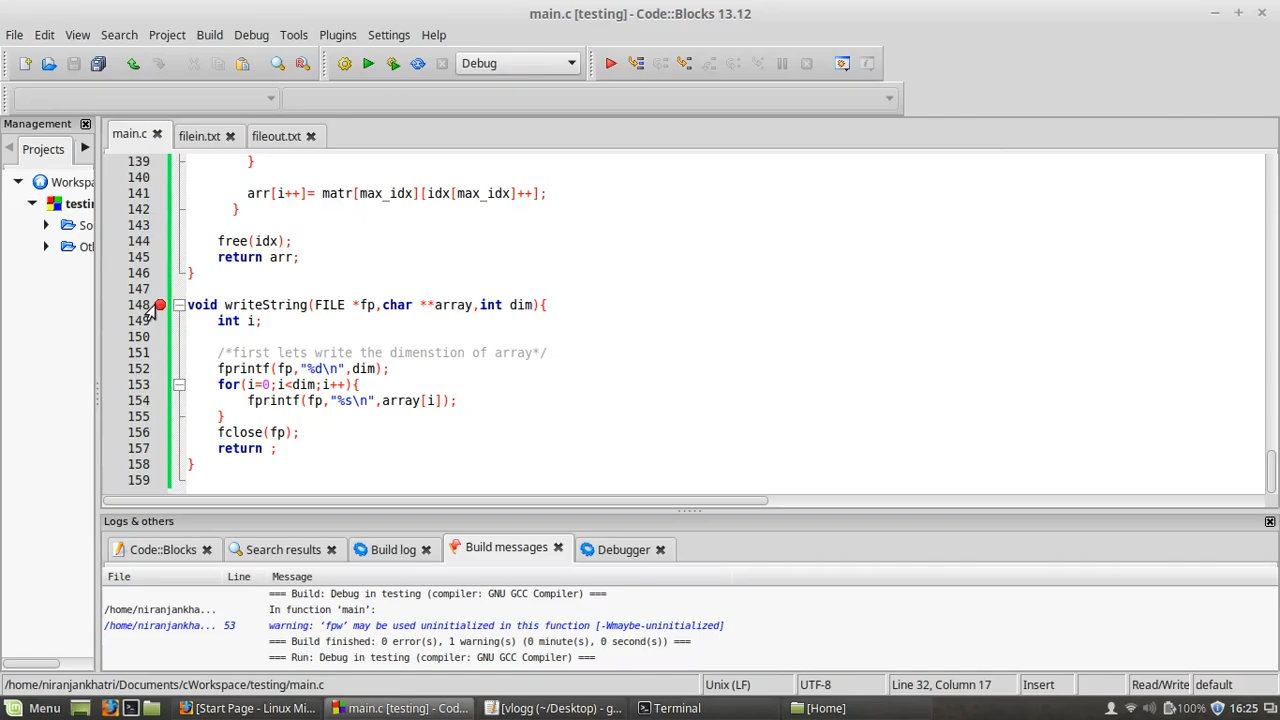 main.c [testing] - Code::Blocks 13.12
File Edit View Search Project Build Debug Tools Plugins Settings Help
Debug
Management
main.c filein.txt fileout.txt
Projects
Workspa
testin
So
Oth
139 }
140
141 arr[i++]= matr[max_idx][idx[max_idx]++];
142 }
143
144 free(idx);
145 return arr;
146 }
147
148 void writeString(FILE *fp,char **array,int dim){
149 int i;
150
151 /*first lets write the dimenstion of array*/
152 fprintf(fp,"%d\n",dim);
153 for(i=0;i<dim;i++){
154 fprintf(fp,"%s\n",array[i]);
155 }
156 fclose(fp);
157 return ;
158 }
159
Logs & others
Code::Blocks Search results Build log Build messages Debugger
File Line Message
=== Build: Debug in testing (compiler: GNU GCC Compiler) ===
/home/niranjankha... In function ‘main’:
/home/niranjankha... 53 warning: ‘fpw’ may be used uninitialized in this function [-Wmaybe-uninitialized]
=== Build finished: 0 error(s), 1 warning(s) (0 minute(s), 0 second(s)) ===
=== Run: Debug in testing (compiler: GNU GCC Compiler) ===
/home/niranjankhatri/Documents/cWorkspace/testing/main.c Unix (LF) UTF-8 Line 32, Column 17 Insert Read/Write default
Menu [Start Page - Linux Mi... main.c [testing] - Cod... [vlogg (~/Desktop) - g... Terminal [Home] 100% 16:25